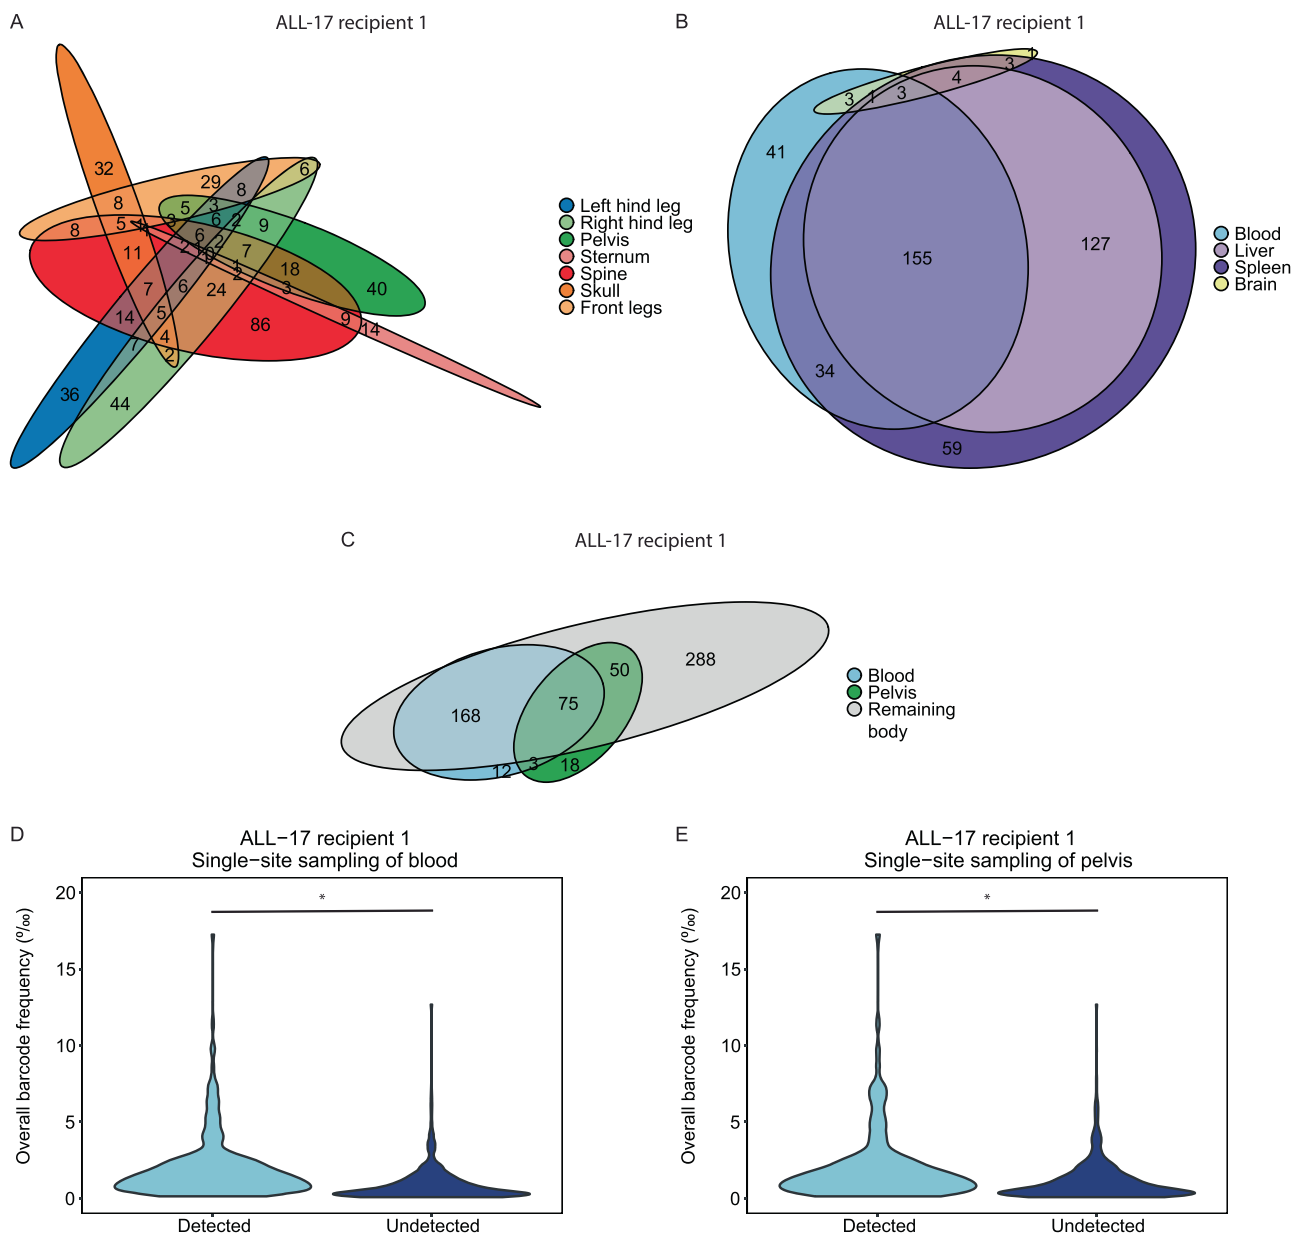 A
ALL-17 recipient 1
32
29
8
6
8
5
3
3
6
2
9
8
5
11
6
2
2
7
18
40
7
6
24
2
3
14
5
86
9
14
7
4
2
36
44
Left hind leg
Right hind leg
Pelvis
Sternum
Spine
Skull
Front legs
B
ALL-17 recipient 1
1
3
4
3
1
3
41
155
127
34
59
Blood
Liver
Spleen
Brain
C
ALL-17 recipient 1
50
288
168
75
12
3
18
Blood
Pelvis
Remaining
body
D
ALL−17 recipient 1
Single−site sampling of blood
Overall barcode frequency (‰)
20
15
10
5
0
*
Detected
Undetected
E
ALL−17 recipient 1
Single−site sampling of pelvis
Overall barcode frequency (‰)
20
15
10
5
0
*
Detected
Undetected